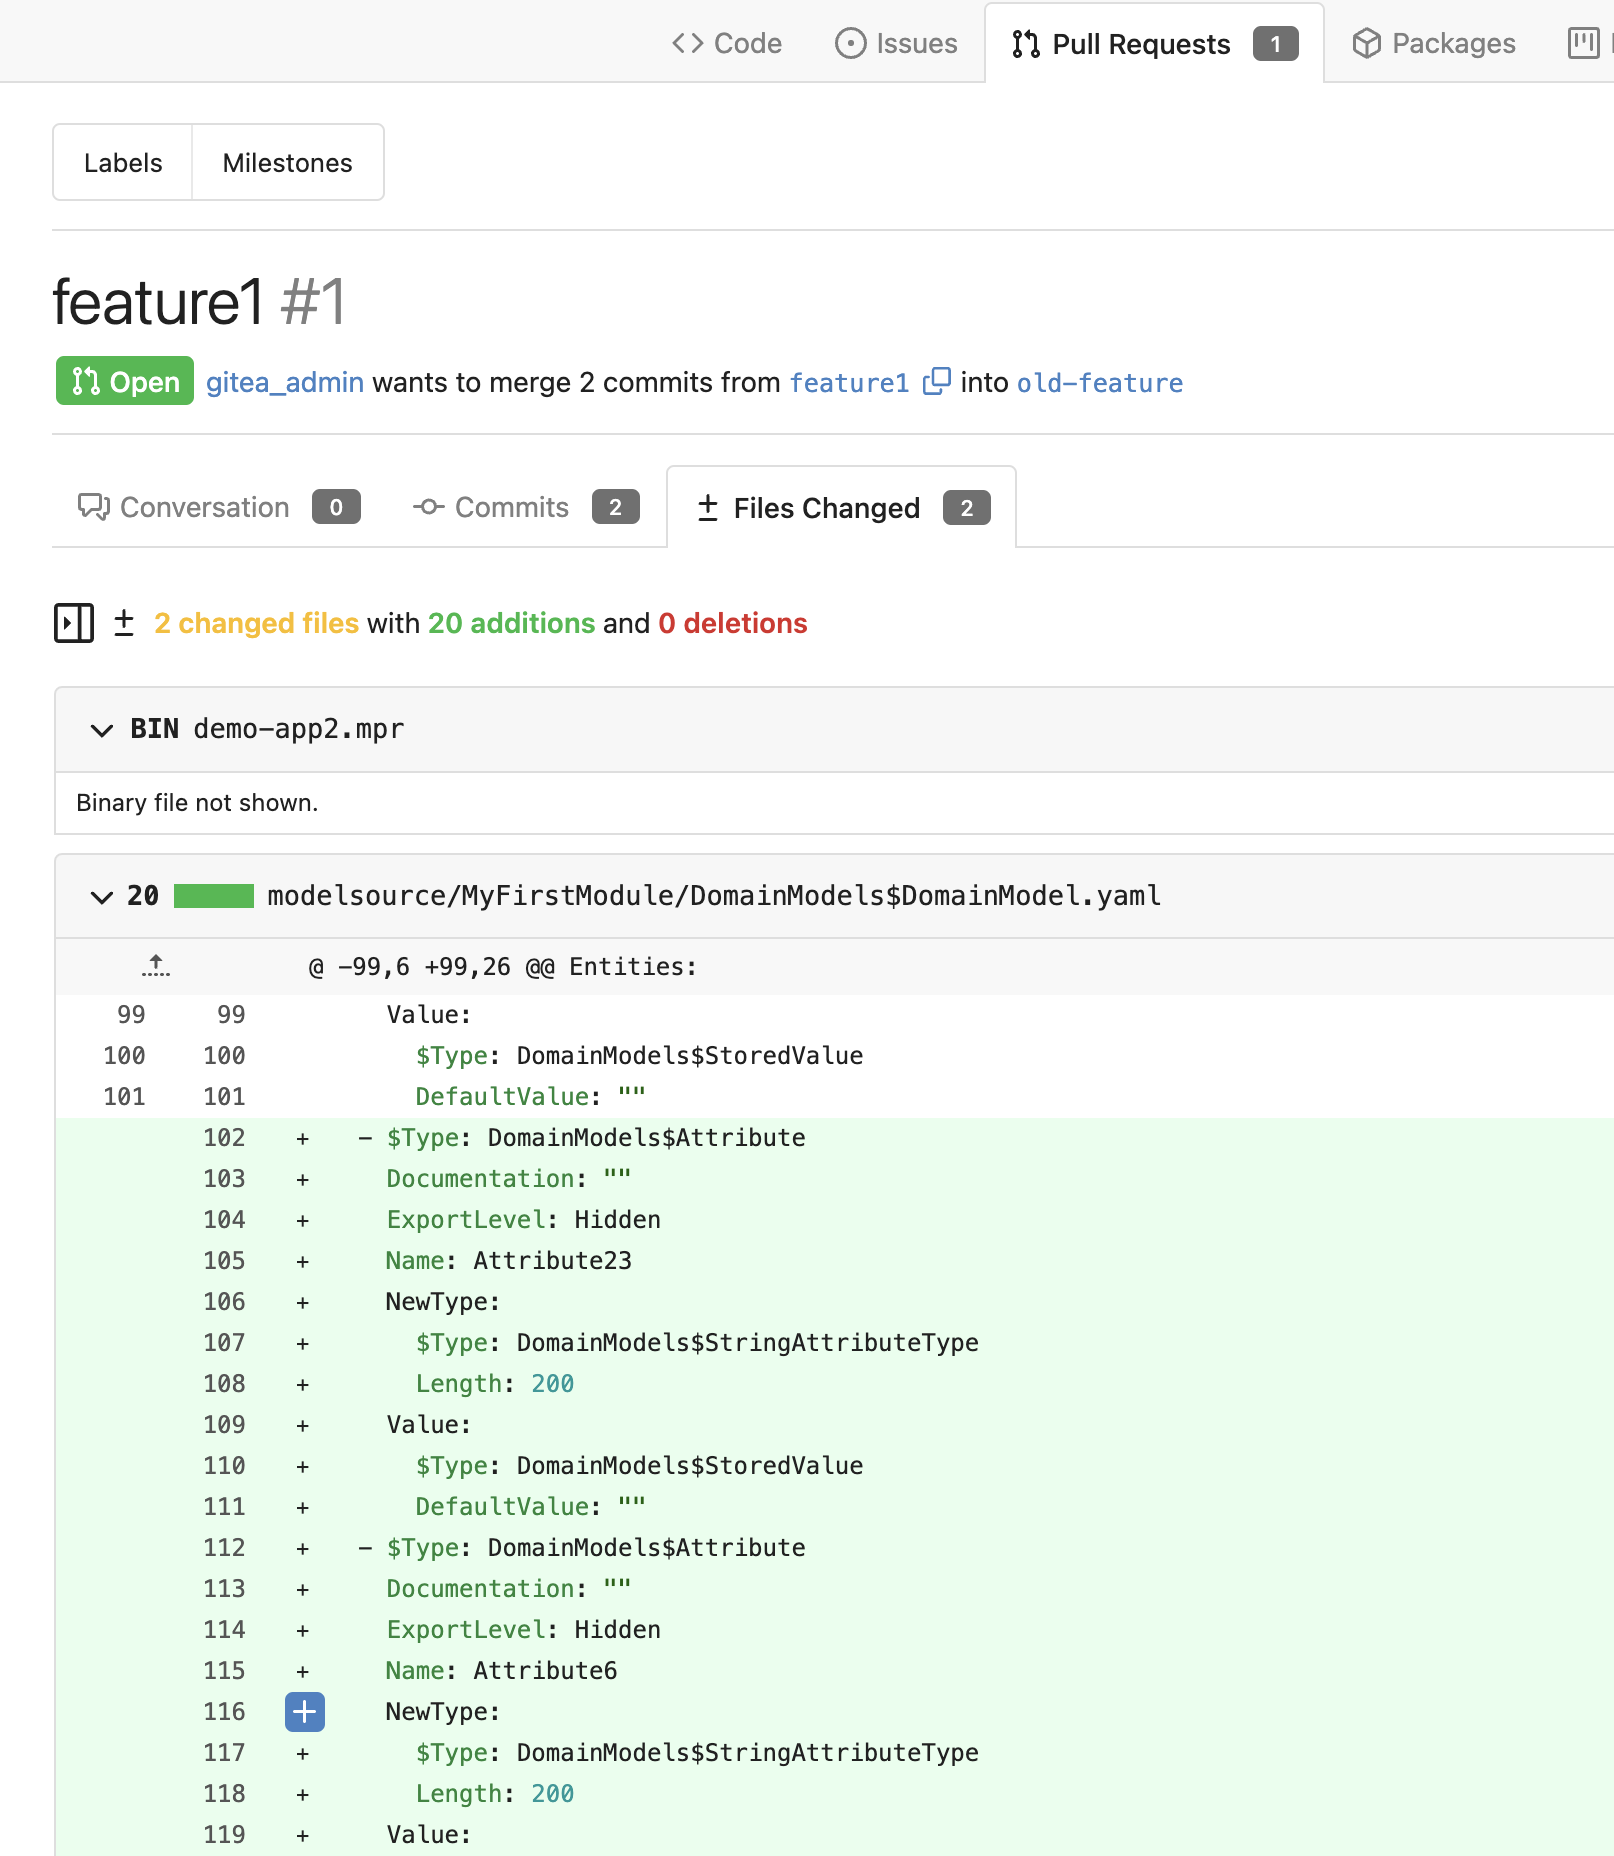 Code Issues Pull Requests 1 Packages
Labels Milestones
feature1 #1
Open gitea_admin wants to merge 2 commits from feature1 into old-feature
Conversation 0 Commits 2 Files Changed 2
2 changed files with 20 additions and 0 deletions
BIN demo-app2.mpr
Binary file not shown.
20 modelsource/MyFirstModule/DomainModels$DomainModel.yaml
@ -99,6 +99,26 @@ Entities:
99 99 Value:
100 100 $Type: DomainModels$StoredValue
101 101 DefaultValue: ""
102 + - $Type: DomainModels$Attribute
103 + Documentation: ""
104 + ExportLevel: Hidden
105 + Name: Attribute23
106 + NewType:
107 + $Type: DomainModels$StringAttributeType
108 + Length: 200
109 + Value:
110 + $Type: DomainModels$StoredValue
111 + DefaultValue: ""
112 + - $Type: DomainModels$Attribute
113 + Documentation: ""
114 + ExportLevel: Hidden
115 + Name: Attribute6
116 + NewType:
117 + $Type: DomainModels$StringAttributeType
118 + Length: 200
119 + Value: